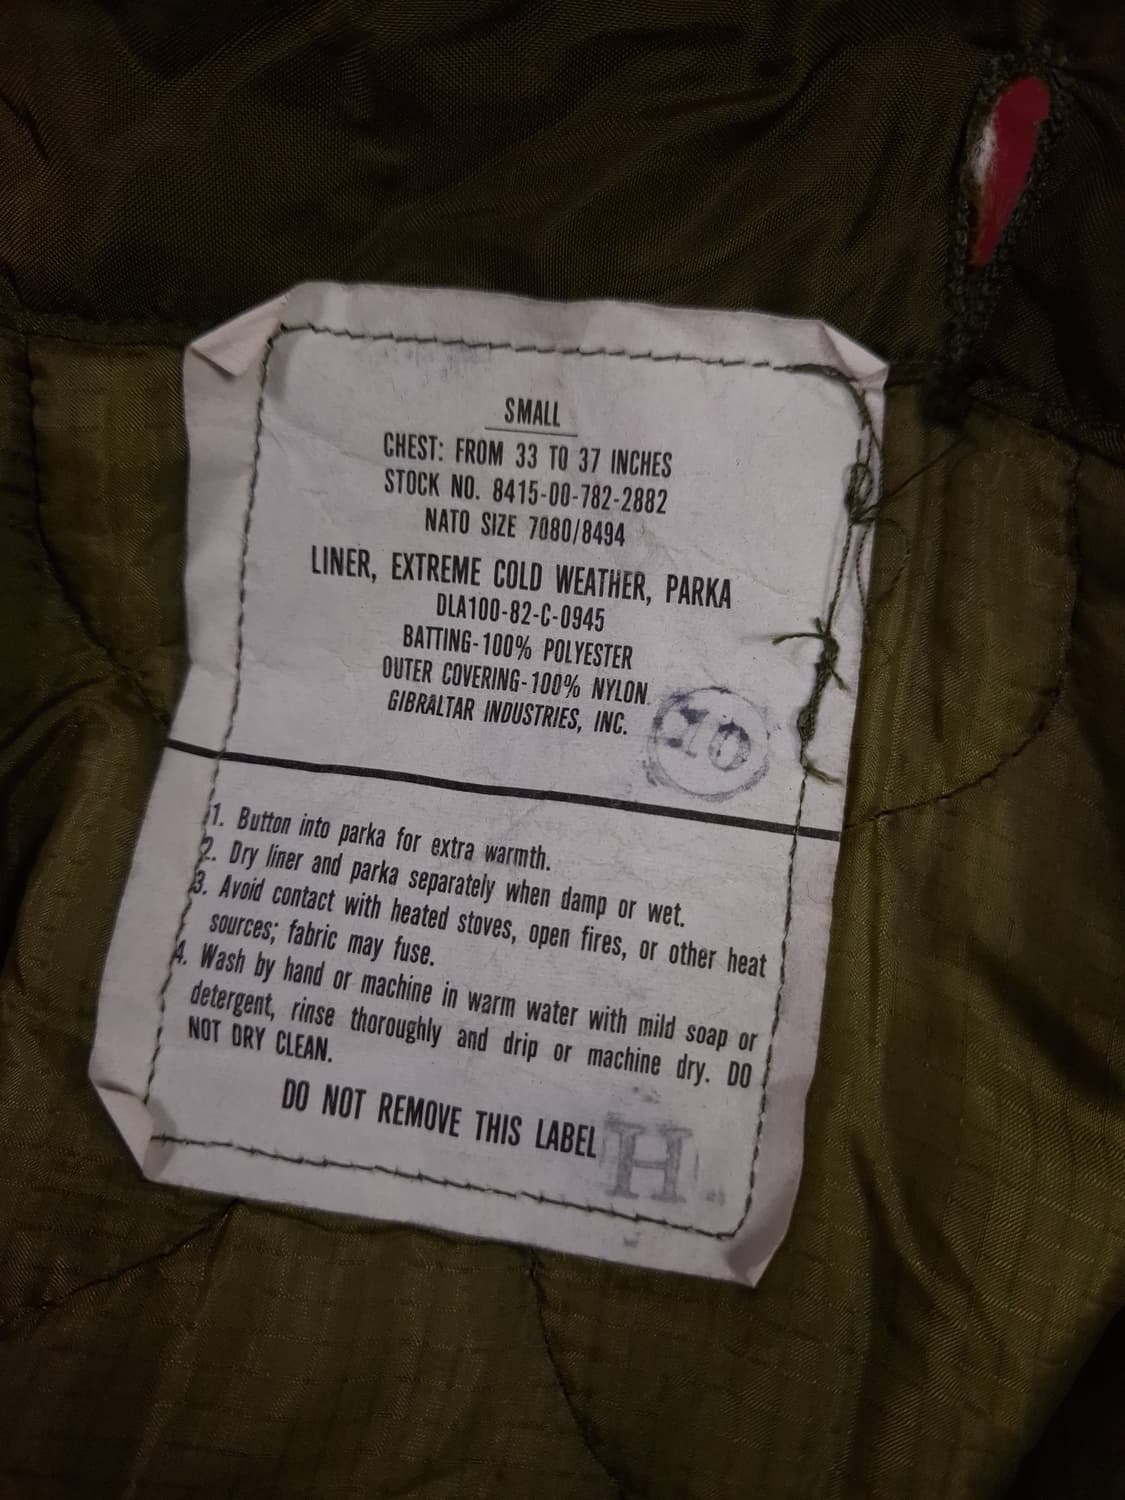 SMALL
CHEST: FROM 33 TO 37 INCHES
STOCK NO. 8415-00-782-2882
NATO SIZE 7080/8494
LINER, EXTREME COLD WEATHER, PARKA
DLA100-82-C-0945
BATTING-100% POLYESTER
OUTER COVERING-100% NYLON
GIBRALTAR INDUSTRIES, INC.
10
1. Button into parka for extra warmth.
2. Dry liner and parka separately when damp or wet.
3. Avoid contact with heated stoves, open fires, or other heat
sources; fabric may fuse.
4. Wash by hand or machine in warm water with mild soap or
detergent, rinse thoroughly and drip or machine dry. DO
NOT DRY CLEAN.
DO NOT REMOVE THIS LABEL
H